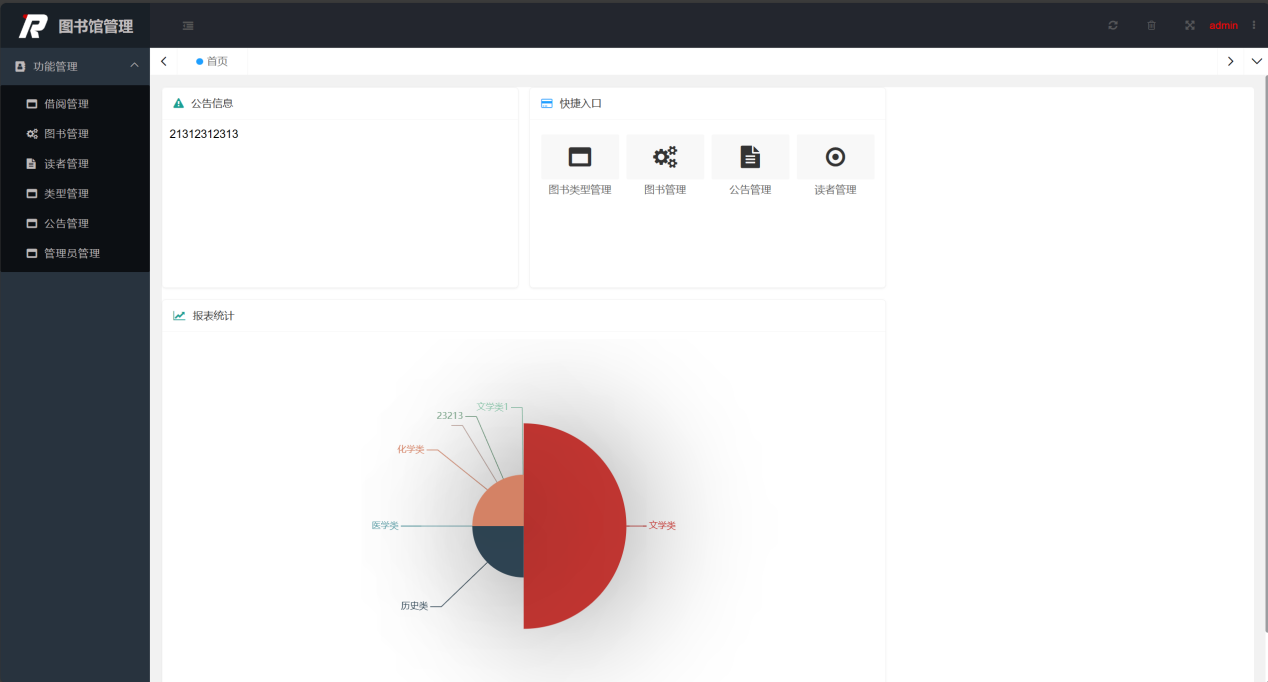 图书馆管理
admin
功能管理
首页
借阅管理
图书管理
读者管理
类型管理
公告管理
管理员管理
公告信息
21312312313
快捷入口
图书类型管理
图书管理
公告管理
读者管理
报表统计
文学类1
23213
化学类
医学类
文学类
历史类